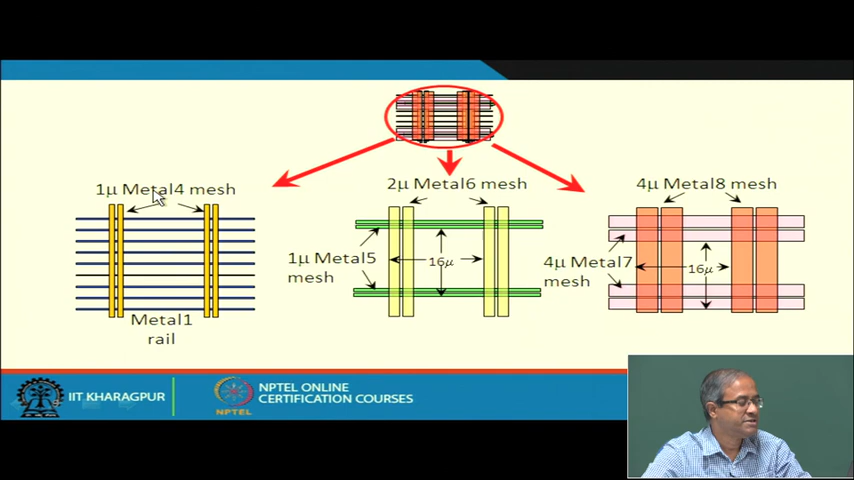 1μ Metal4 mesh
Metal1
rail
2μ Metal6 mesh
1μ Metal5
mesh
16μ
4μ Metal8 mesh
4μ Metal7
mesh
16μ
IIT KHARAGPUR
NPTEL
NPTEL ONLINE
CERTIFICATION COURSES